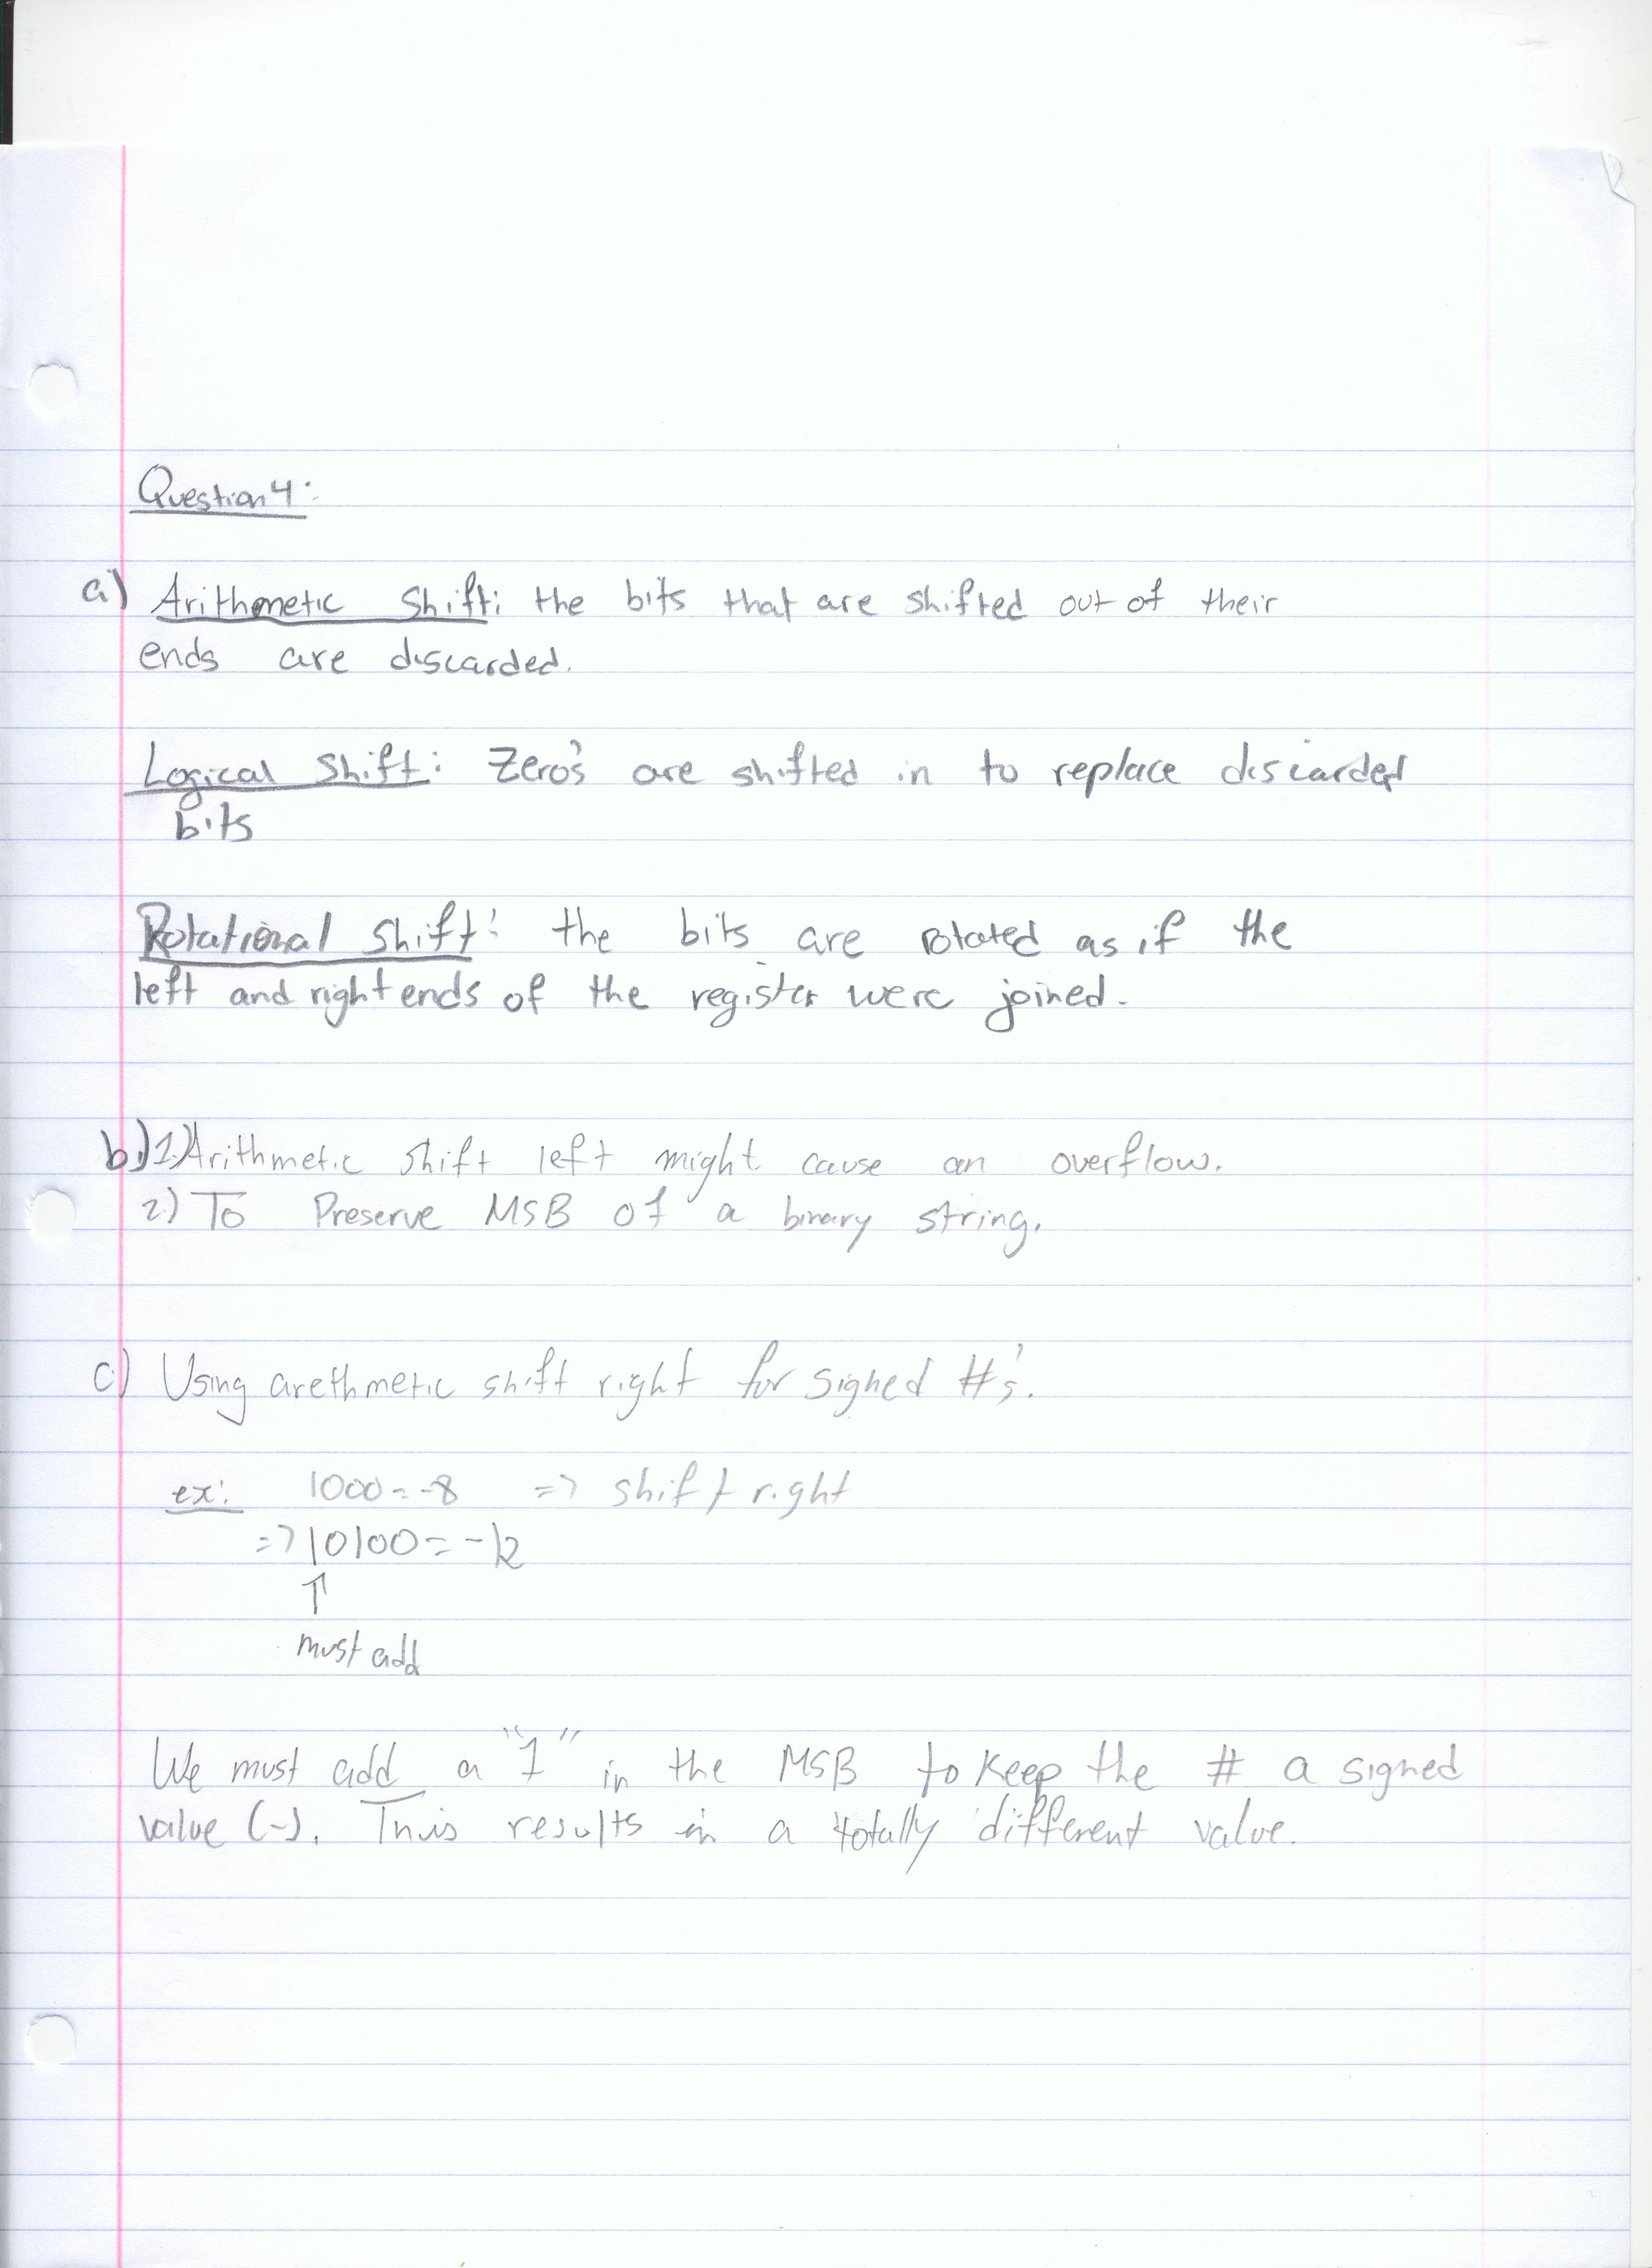 Question 4:
a) Arithmetic Shift: the bits that are shifted out of their
ends are discarded.
Logical Shift: Zero's are shifted in to replace discarded
bits
Rotational Shift: the bits are rotated as if the
left and right ends of the register were joined.
b.) 1) Arithmetic shift left might cause an overflow.
2) To Preserve MSB of a binary string.
c) Using arethmetic shift right for signed #'s.
ex: 1000 = -8 => shift right
=> 10100 = -12
↑
must add
We must add a "1" in the MSB to keep the # a signed
value (-). This results in a totally different value.